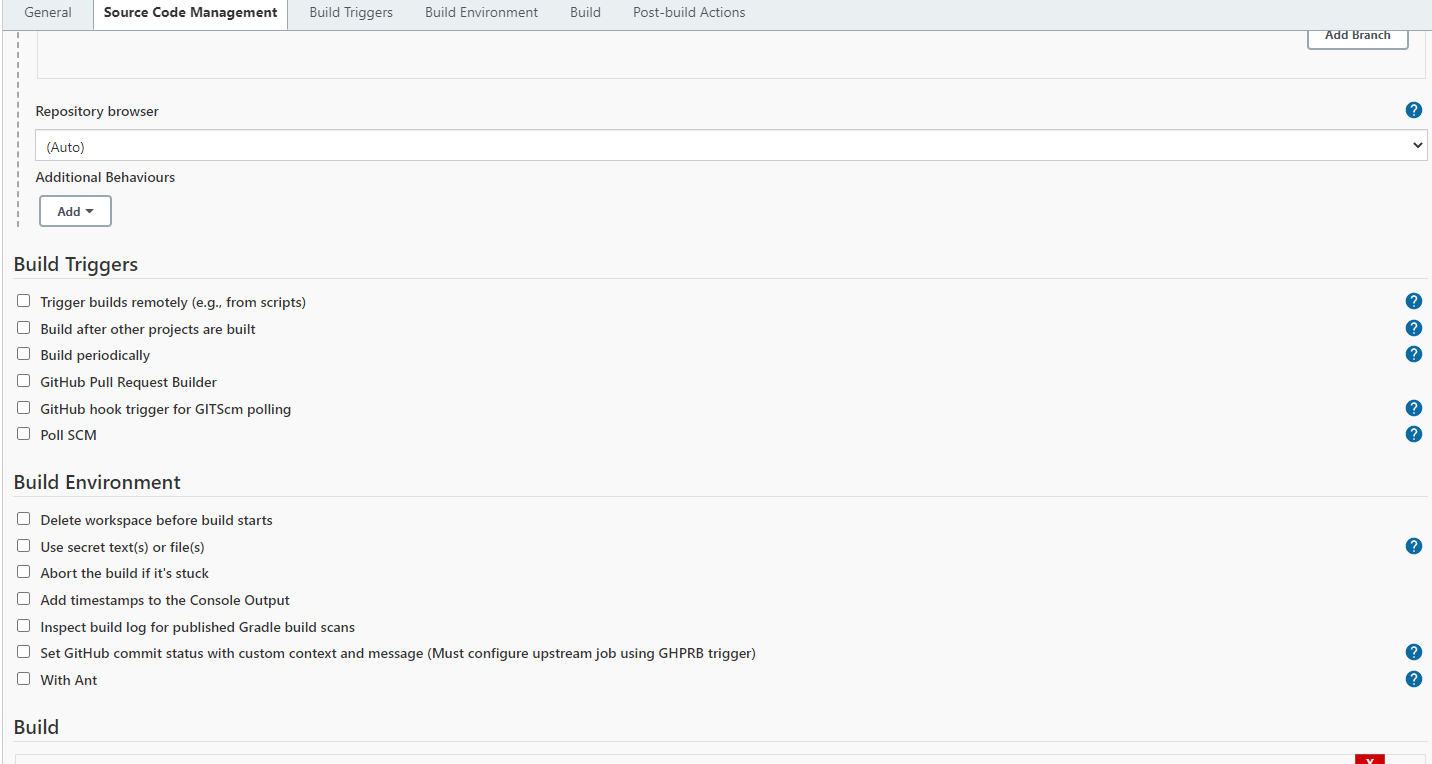 General Source Code Management Build Triggers Build Environment Build Post-build Actions
Add Branch
Repository browser ?
(Auto)
Additional Behaviours
Add
Build Triggers
Trigger builds remotely (e.g., from scripts) ?
Build after other projects are built ?
Build periodically ?
GitHub Pull Request Builder
GitHub hook trigger for GITScm polling ?
Poll SCM ?
Build Environment
Delete workspace before build starts
Use secret text(s) or file(s) ?
Abort the build if it's stuck
Add timestamps to the Console Output
Inspect build log for published Gradle build scans
Set GitHub commit status with custom context and message (Must configure upstream job using GHPRB trigger) ?
With Ant ?
Build
X